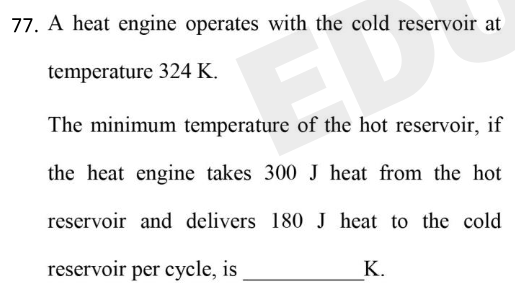 77. A heat engine operates with the cold reservoir at
temperature 324 K.
The minimum temperature of the hot reservoir, if
the heat engine takes 300 J heat from the hot
reservoir and delivers 180 J heat to the cold
reservoir per cycle, is ____________K.
EDU